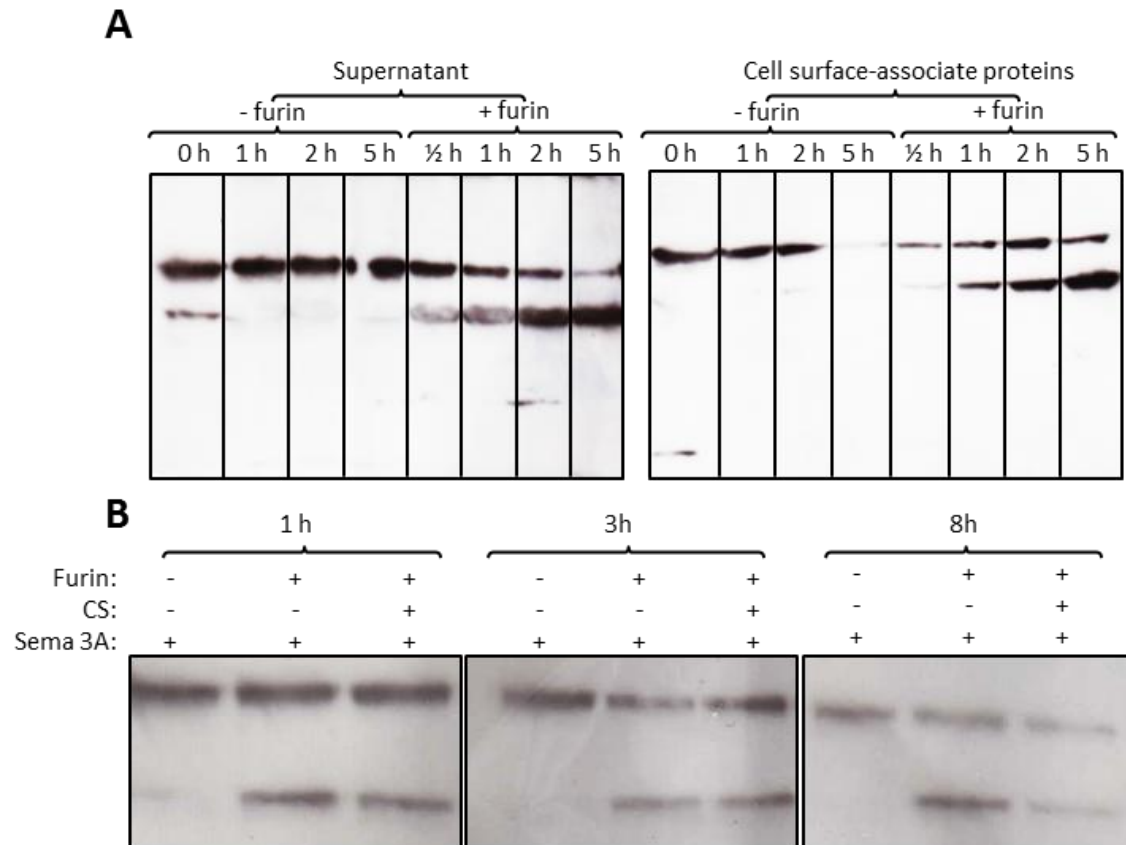 A
Supernatant Cell surface-associate proteins
- furin + furin - furin + furin
0 h 1 h 2 h 5 h ½ h 1 h 2 h 5 h 0 h 1 h 2 h 5 h ½ h 1 h 2 h 5 h
B
1 h 3h 8h
Furin: - + + - + + - + +
CS: - - + - - + - - +
Sema 3A: + + + + + + + + +